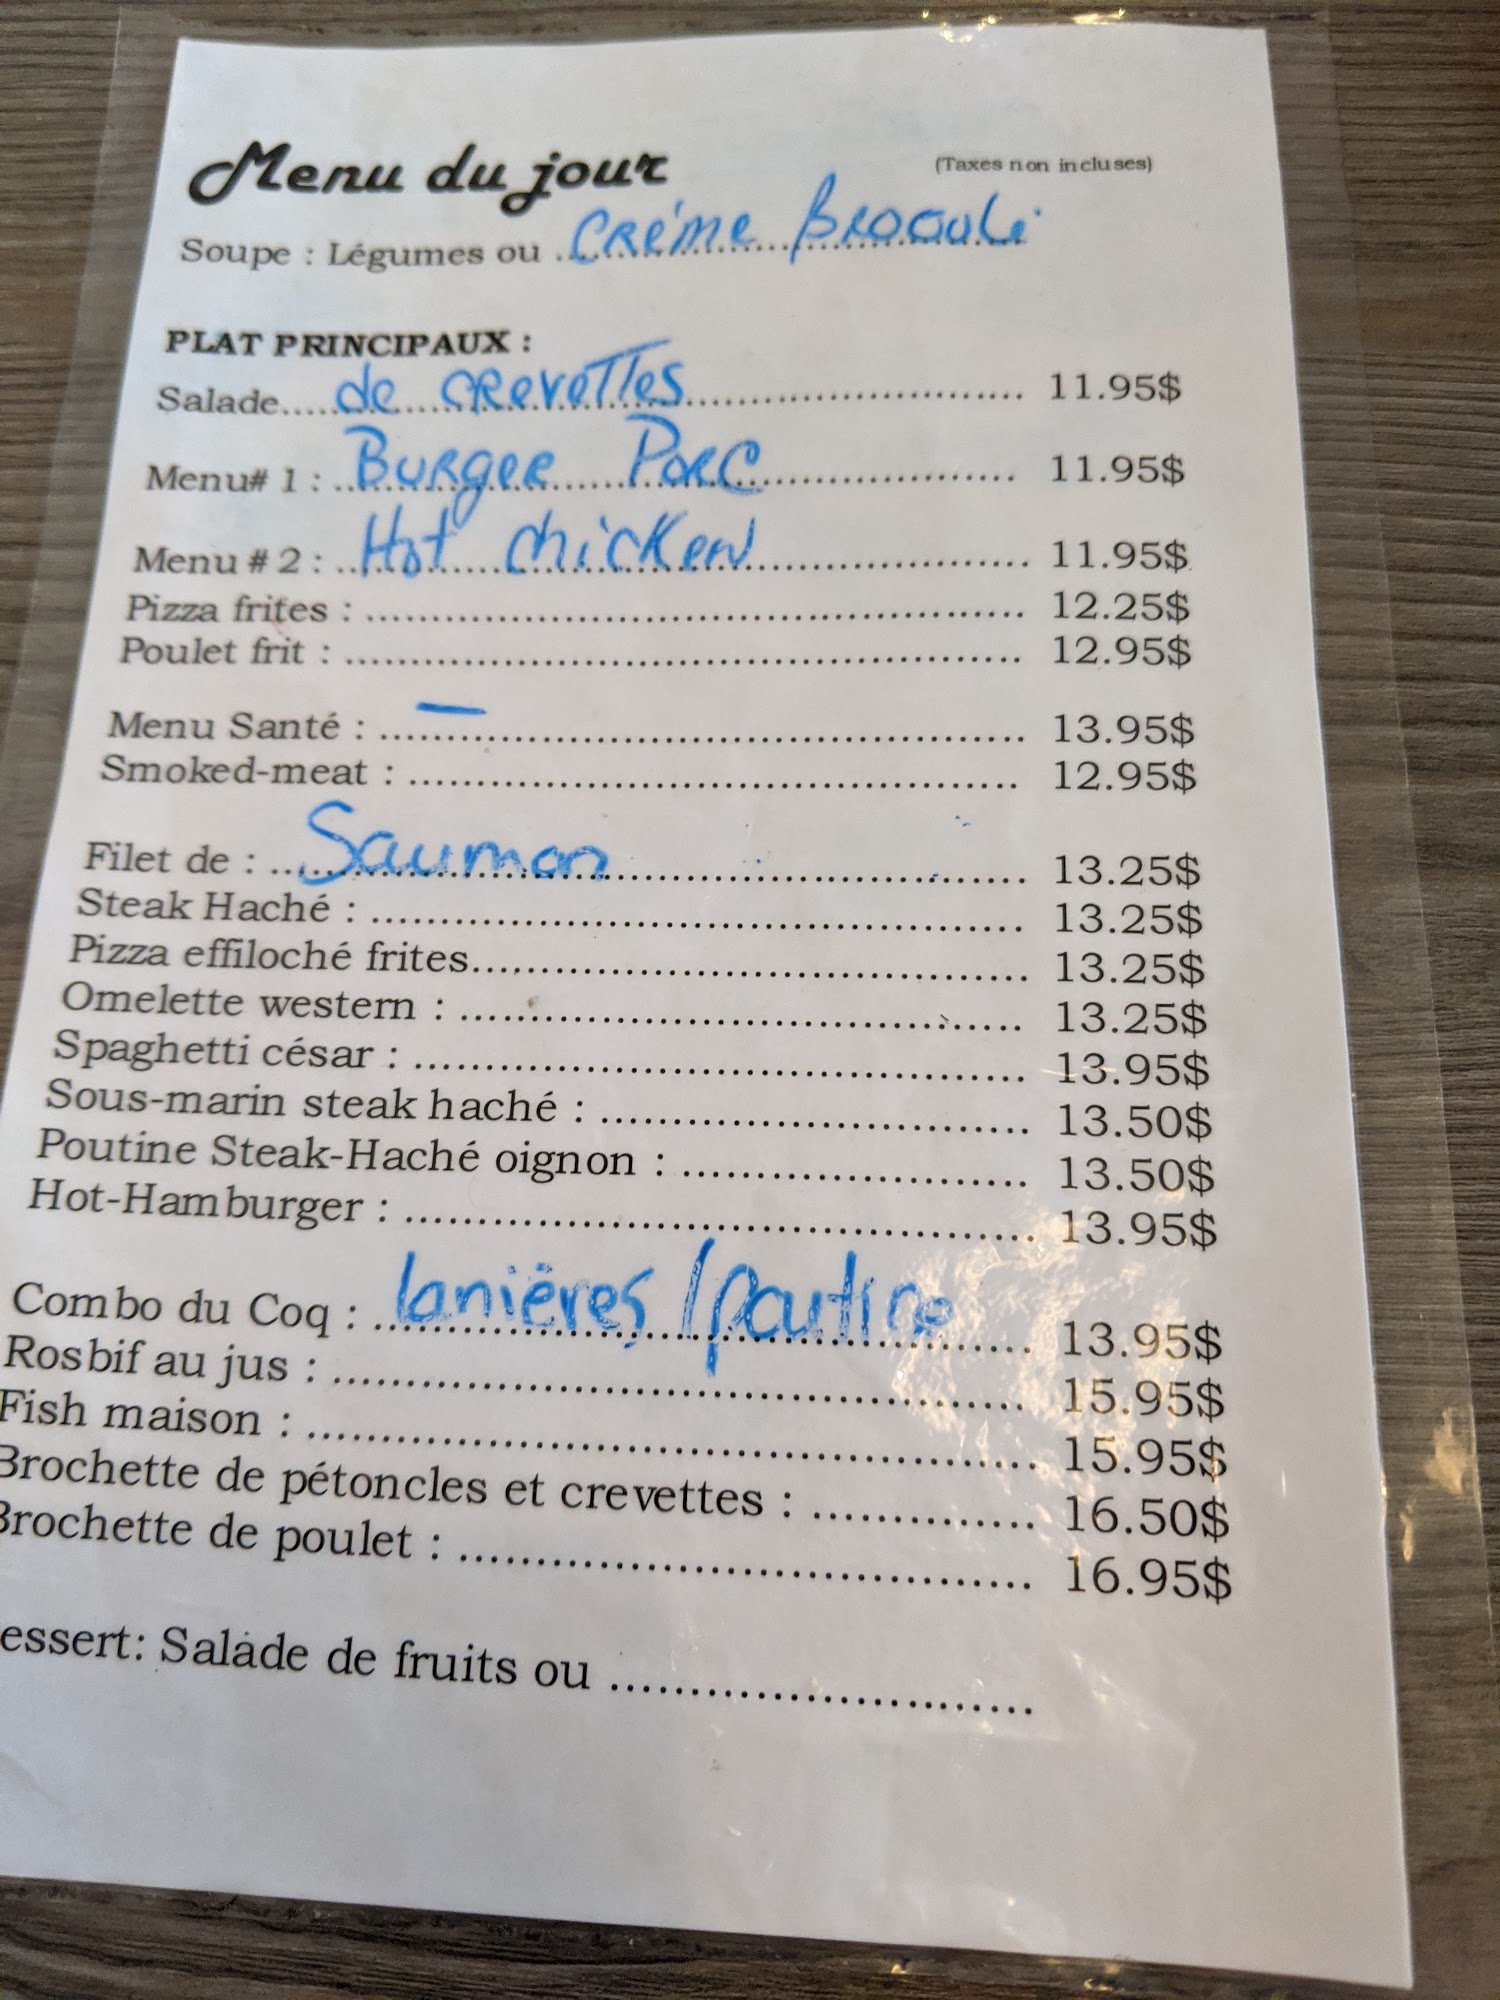 Menu du jour (Taxes non incluses)
Soupe : Légumes ou ..Crème Brocoli
PLAT PRINCIPAUX :
Salade.....de crevettes........................ 11.95$
Menu# 1 : ..Burger Porc.................. 11.95$
Menu # 2 : ..Hot chicken.................... 11.95$
Pizza frites : ................................................ 12.25$
Poulet frit : .................................................. 12.95$
Menu Santé : ............................................... 13.95$
Smoked-meat : ............................................ 12.95$
Filet de : ...Saumon............................. 13.25$
Steak Haché : ............................................. 13.25$
Pizza effiloché frites...................................... 13.25$
Omelette western : ....................................... 13.25$
Spaghetti césar : .......................................... 13.95$
Sous-marin steak haché : ............................. 13.50$
Poutine Steak-Haché oignon : ....................... 13.50$
Hot-Hamburger : .......................................... 13.95$
Combo du Coq : ...lanières / poutine..... 13.95$
Rosbif au jus : ............................................. 15.95$
Fish maison : ............................................... 15.95$
Brochette de pétoncles et crevettes : .............. 16.50$
Brochette de poulet : .................................... 16.95$
essert: Salade de fruits ou ...........................